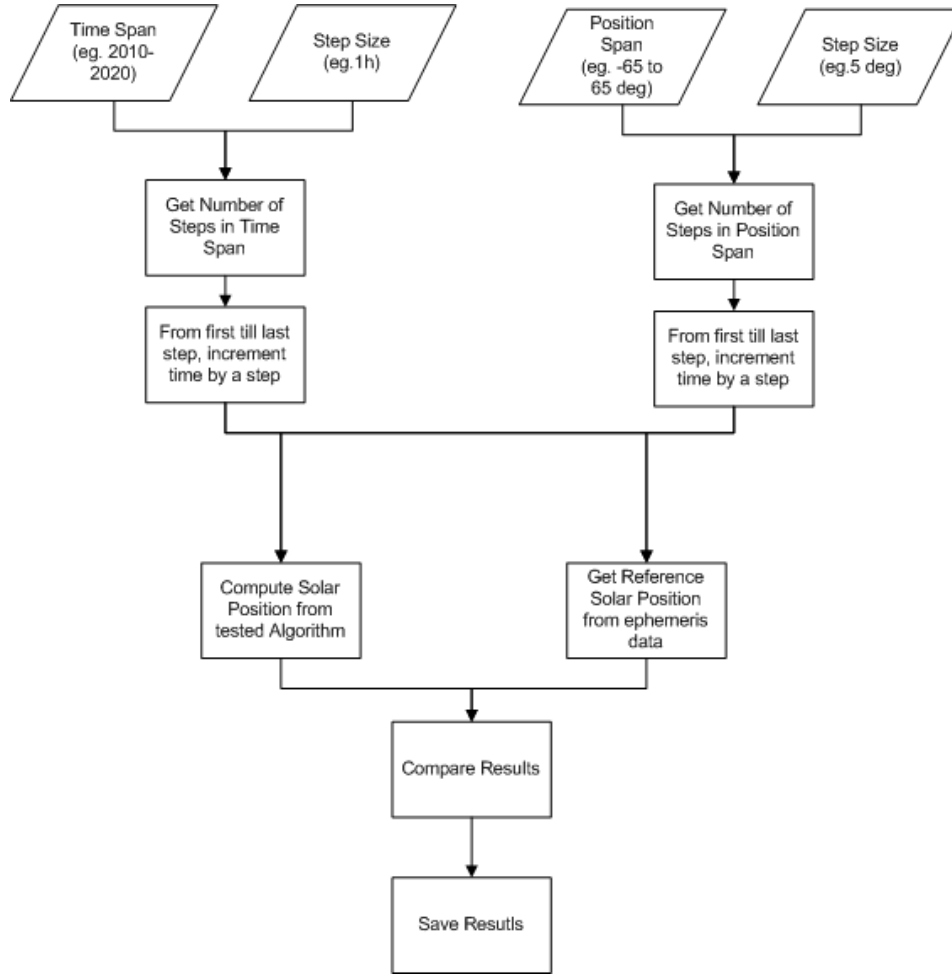 Time Span
(eg. 2010-
2020)
Step Size
(eg.1h)
Position
Span
(eg. -65 to
65 deg)
Step Size
(eg.5 deg)
Get Number of
Steps in Time
Span
Get Number of
Steps in Position
Span
From first till last
step, increment
time by a step
From first till last
step, increment
time by a step
Compute Solar
Position from
tested Algorithm
Get Reference
Solar Position
from ephemeris
data
Compare Results
Save Resutls